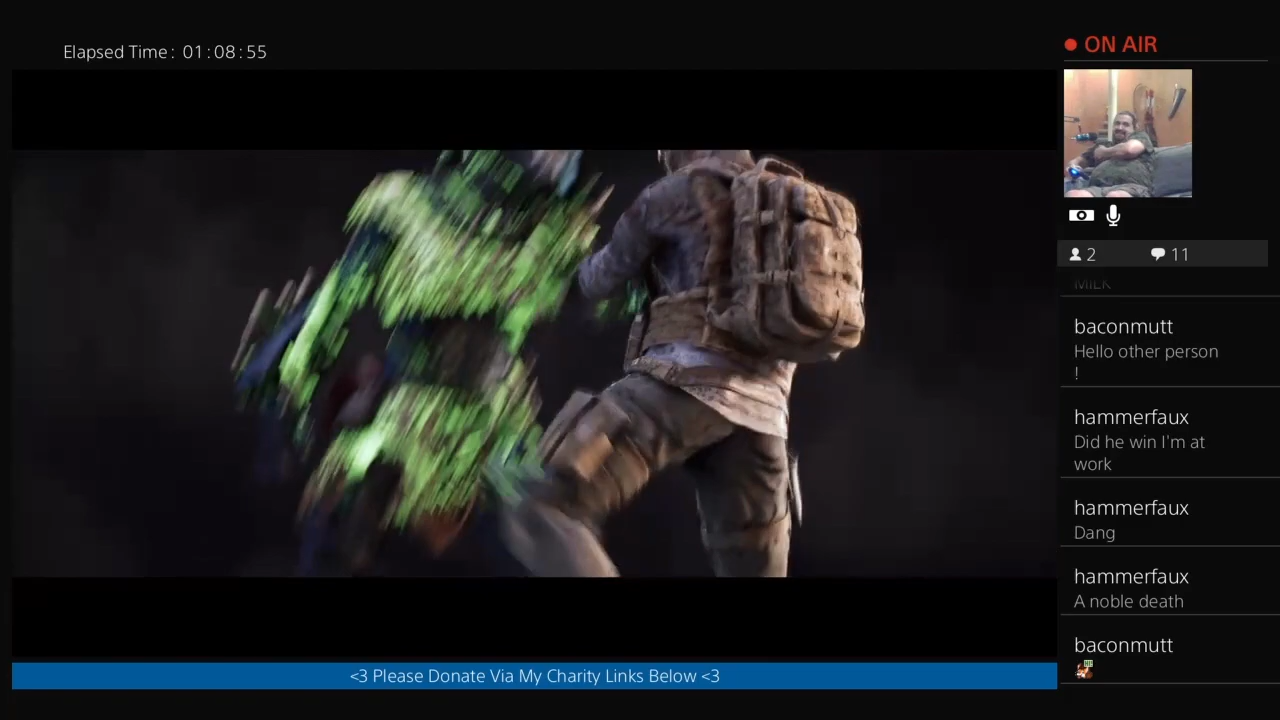 Elapsed Time: 01:08:55
ON AIR
2
11
MILK
baconmutt
Hello other person
!
hammerfaux
Did he win I'm at
work
hammerfaux
Dang
hammerfaux
A noble death
baconmutt
<3 Please Donate Via My Charity Links Below <3